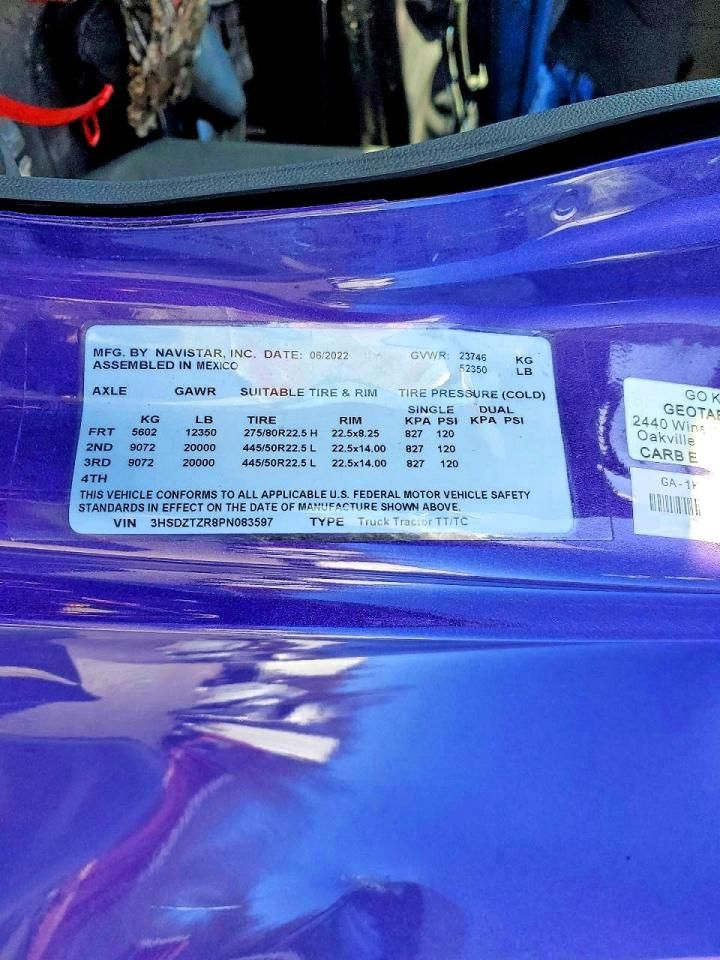 MFG. BY NAVISTAR, INC. DATE: 06/2022 GVWR: 23746 KG
ASSEMBLED IN MEXICO 52350 LB
AXLE GAWR SUITABLE TIRE & RIM TIRE PRESSURE (COLD)
SINGLE DUAL
KG LB TIRE RIM KPA PSI KPA PSI
FRT 5602 12350 275/80R22.5 H 22.5x8.25 827 120
2ND 9072 20000 445/50R22.5 L 22.5x14.00 827 120
3RD 9072 20000 445/50R22.5 L 22.5x14.00 827 120
4TH
THIS VEHICLE CONFORMS TO ALL APPLICABLE U.S. FEDERAL MOTOR VEHICLE SAFETY
STANDARDS IN EFFECT ON THE DATE OF MANUFACTURE SHOWN ABOVE.
VIN 3HSDZTZR8PN083597 TYPE Truck Tractor TT/TC
GO
GEOTAB
2440
Oakville
CARB